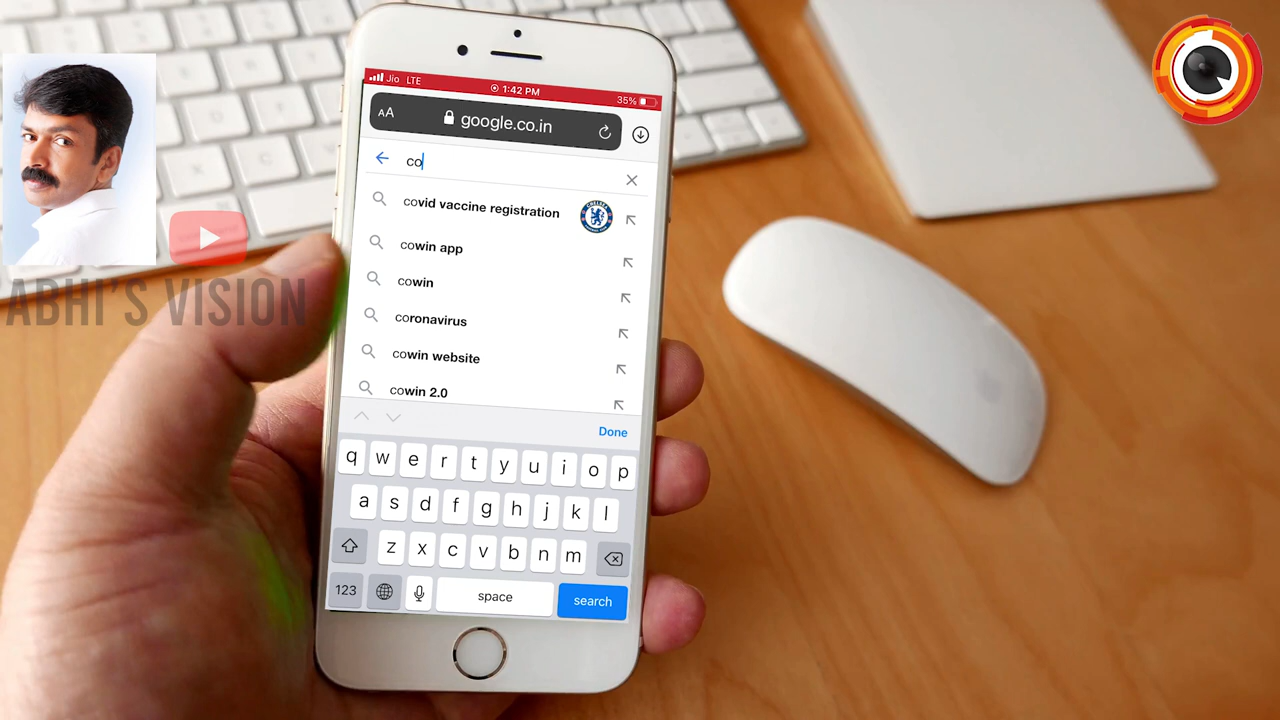 Jio LTE 1:42 PM 35%
AA google.co.in
co
covid vaccine registration
CHELSEA
cowin app
cowin
coronavirus
cowin website
cowin 2.0
Done
q w e r t y u i o p
a s d f g h j k l
z x c v b n m
123 space search
ABHI'S VISION